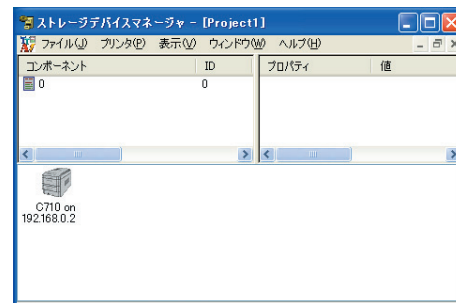 ストレージデバイスマネージャ - [Project1]
ファイル(J) プリンタ(P) 表示(V) ウィンドウ(W) ヘルプ(H)
コンポーネント ID プロパティ 値
0 0
C710 on
192.168.0.2